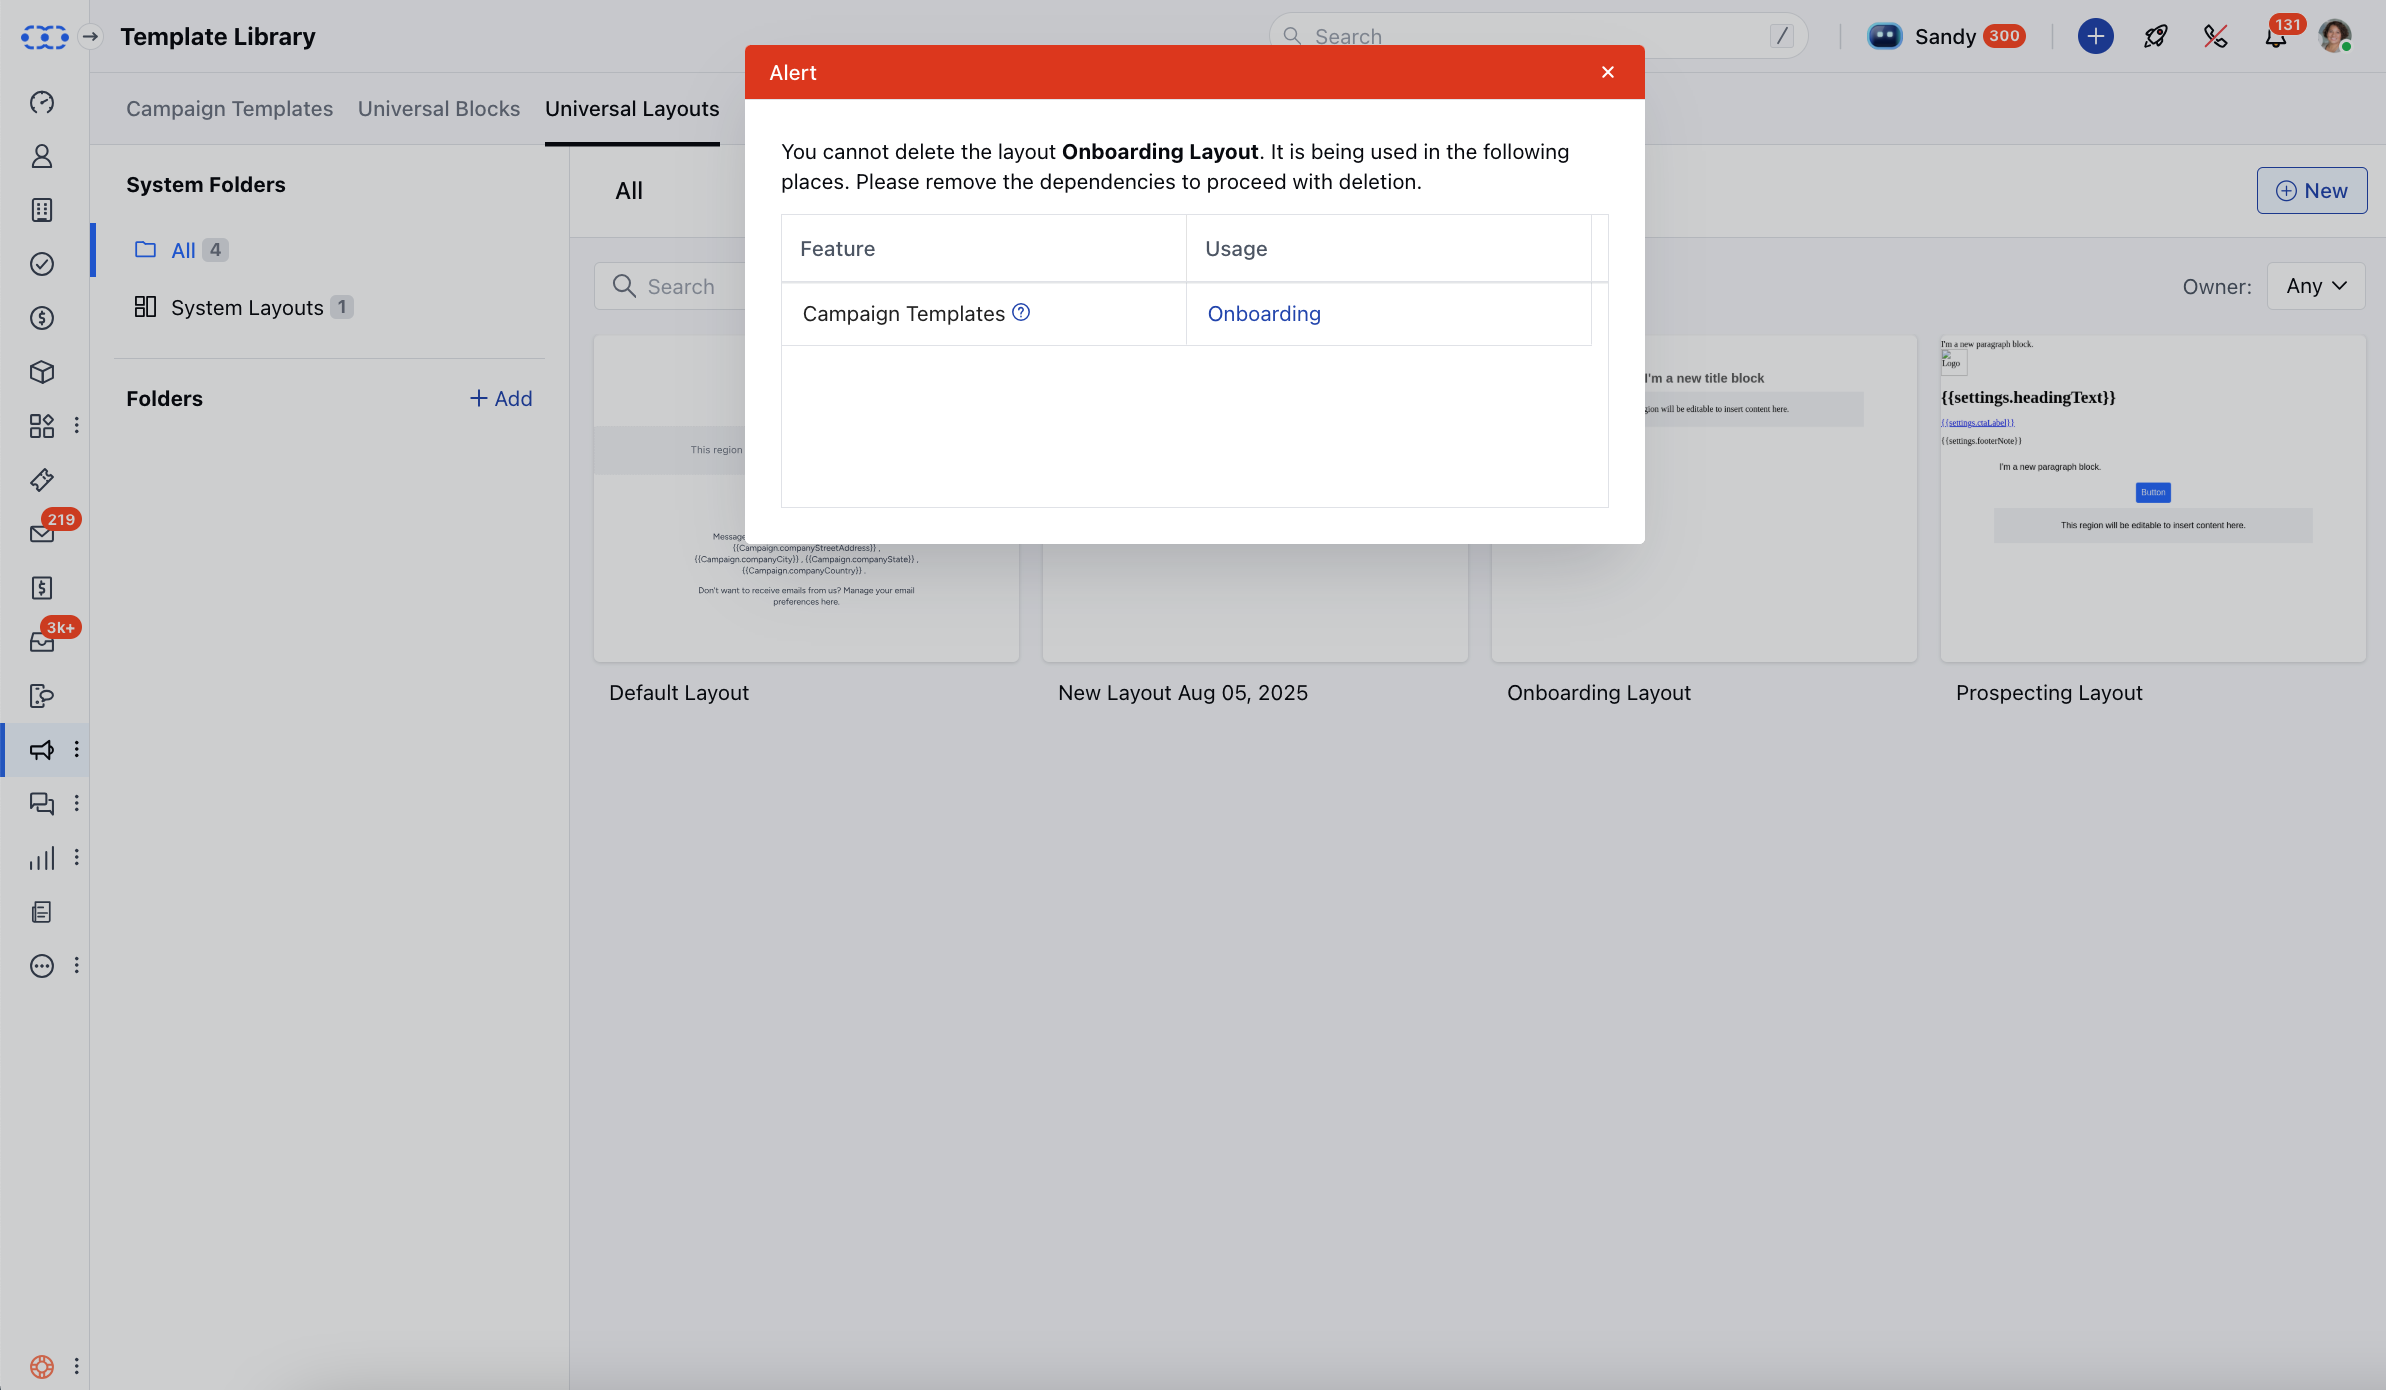 Template Library
Search
/
Sandy 300
131
Campaign Templates
Universal Blocks
Universal Layouts
Alert
You cannot delete the layout Onboarding Layout. It is being used in the following
places. Please remove the dependencies to proceed with deletion.
Feature
Usage
Campaign Templates
Onboarding
System Folders
All 4
System Layouts 1
Folders
+ Add
All
New
Search
Owner:
Any
219
3k+
This region
Message
{{Campaign.companyStreetAddress}} ,
{{Campaign.companyCity}} , {{Campaign.companyState}} ,
{{Campaign.companyCountry}} .
Don't want to receive emails from us? Manage your email
preferences here.
Default Layout
New Layout Aug 05, 2025
I'm a new title block
gion will be editable to insert content here.
Onboarding Layout
I'm a new paragraph block.
Logo
{{settings.headingText}}
{{settings.ctaLabel}}
{{settings.footerNote}}
I'm a new paragraph block.
Button
This region will be editable to insert content here.
Prospecting Layout